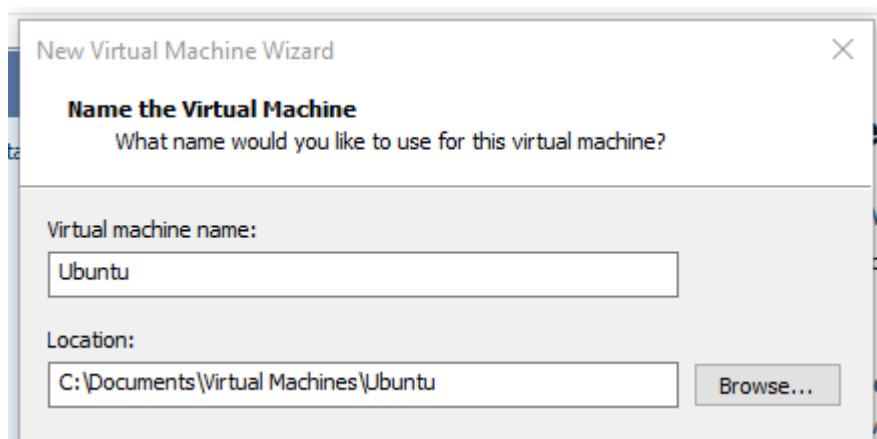 New Virtual Machine Wizard
Name the Virtual Machine
What name would you like to use for this virtual machine?
Virtual machine name:
Ubuntu
Location:
C:\Documents\Virtual Machines\Ubuntu
Browse...